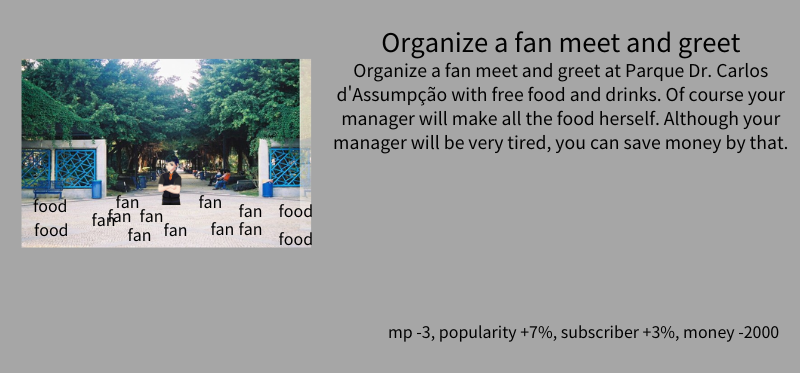 Organize a fan meet and greet
Organize a fan meet and greet at Parque Dr. Carlos
d'Assumpção with free food and drinks. Of course your
manager will make all the food herself. Although your
manager will be very tired, you can save money by that.
food fan fan fan fan fan fan food
food fan fan fan fan food
mp -3, popularity +7%, subscriber +3%, money -2000